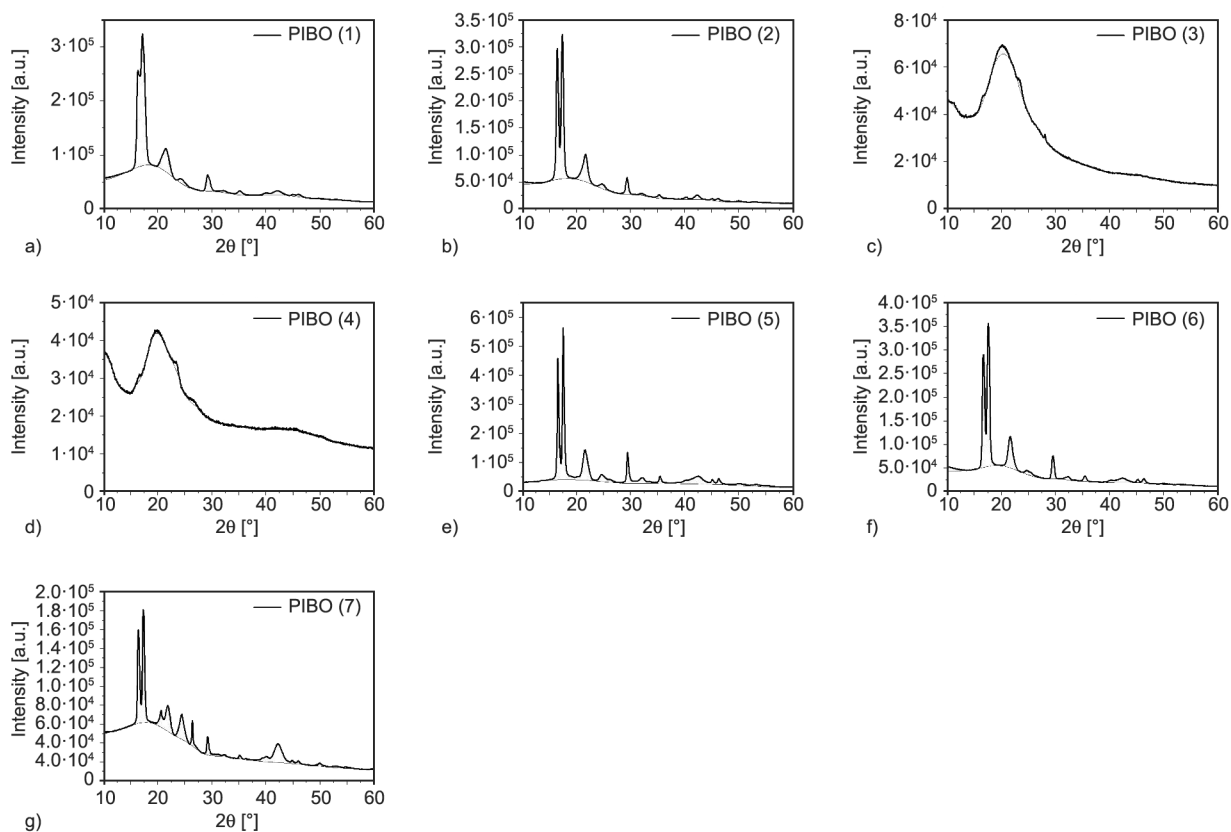 PIBO (1)
Intensity [a.u.]
3·10⁵
2·10⁵
1·10⁵
0
10 20 30 40 50 60
2θ [°]
a)
PIBO (2)
Intensity [a.u.]
3.5·10⁵
3.0·10⁵
2.5·10⁵
2.0·10⁵
1.5·10⁵
1.0·10⁵
5.0·10⁴
0
10 20 30 40 50 60
2θ [°]
b)
PIBO (3)
Intensity [a.u.]
8·10⁴
6·10⁴
4·10⁴
2·10⁴
0
10 20 30 40 50 60
2θ [°]
c)
PIBO (4)
Intensity [a.u.]
5·10⁴
4·10⁴
3·10⁴
2·10⁴
1·10⁴
0
10 20 30 40 50 60
2θ [°]
d)
PIBO (5)
Intensity [a.u.]
6·10⁵
5·10⁵
4·10⁵
3·10⁵
2·10⁵
1·10⁵
0
10 20 30 40 50 60
2θ [°]
e)
PIBO (6)
Intensity [a.u.]
4.0·10⁵
3.5·10⁵
3.0·10⁵
2.5·10⁵
2.0·10⁵
1.5·10⁵
1.0·10⁵
5.0·10⁴
0
10 20 30 40 50 60
2θ [°]
f)
PIBO (7)
Intensity [a.u.]
2.0·10⁵
1.8·10⁵
1.6·10⁵
1.4·10⁵
1.2·10⁵
1.0·10⁵
8.0·10⁴
6.0·10⁴
4.0·10⁴
2.0·10⁴
0
10 20 30 40 50 60
2θ [°]
g)